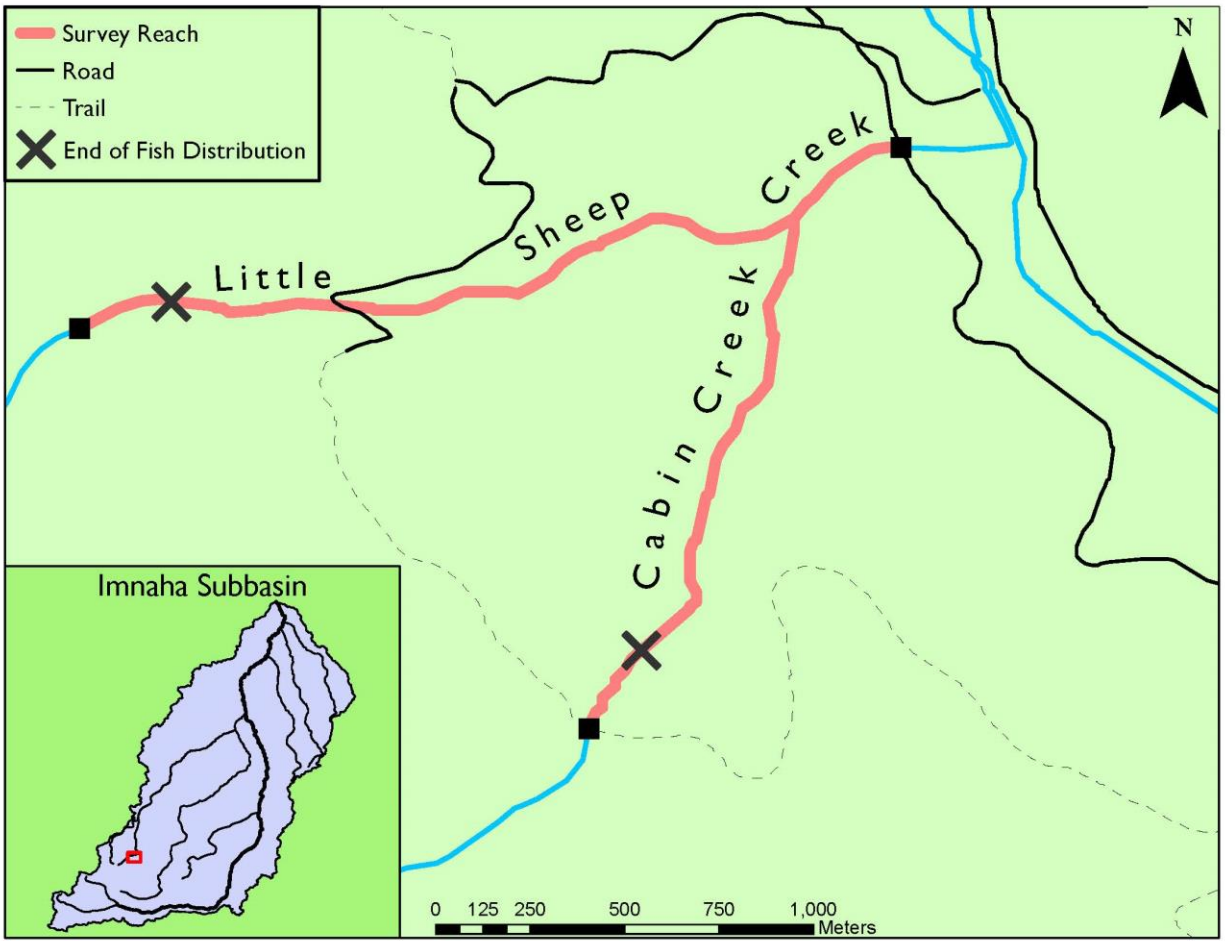 Survey Reach
Road
Trail
End of Fish Distribution
N
Little Sheep Creek
Cabin Creek
Imnaha Subbasin
0 125 250 500 750 1,000
Meters